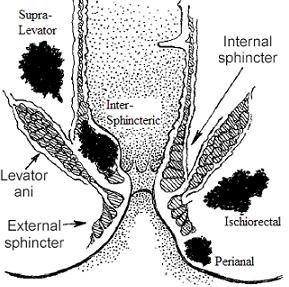 Supra-
Levator
Internal
sphincter
Inter-
Sphincteric
Levator
ani
Ischiorectal
External
sphincter
Perianal